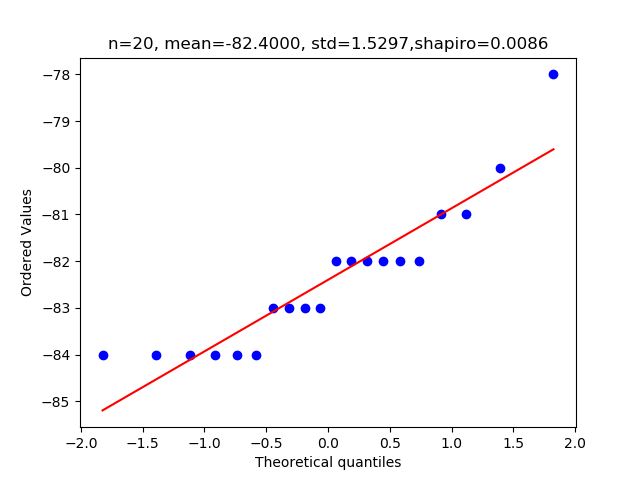 n=20, mean=-82.4000, std=1.5297,shapiro=0.0086
−78
−79
−80
−81
−82
−83
−84
−85
Ordered Values
−2.0 −1.5 −1.0 −0.5 0.0 0.5 1.0 1.5 2.0
Theoretical quantiles